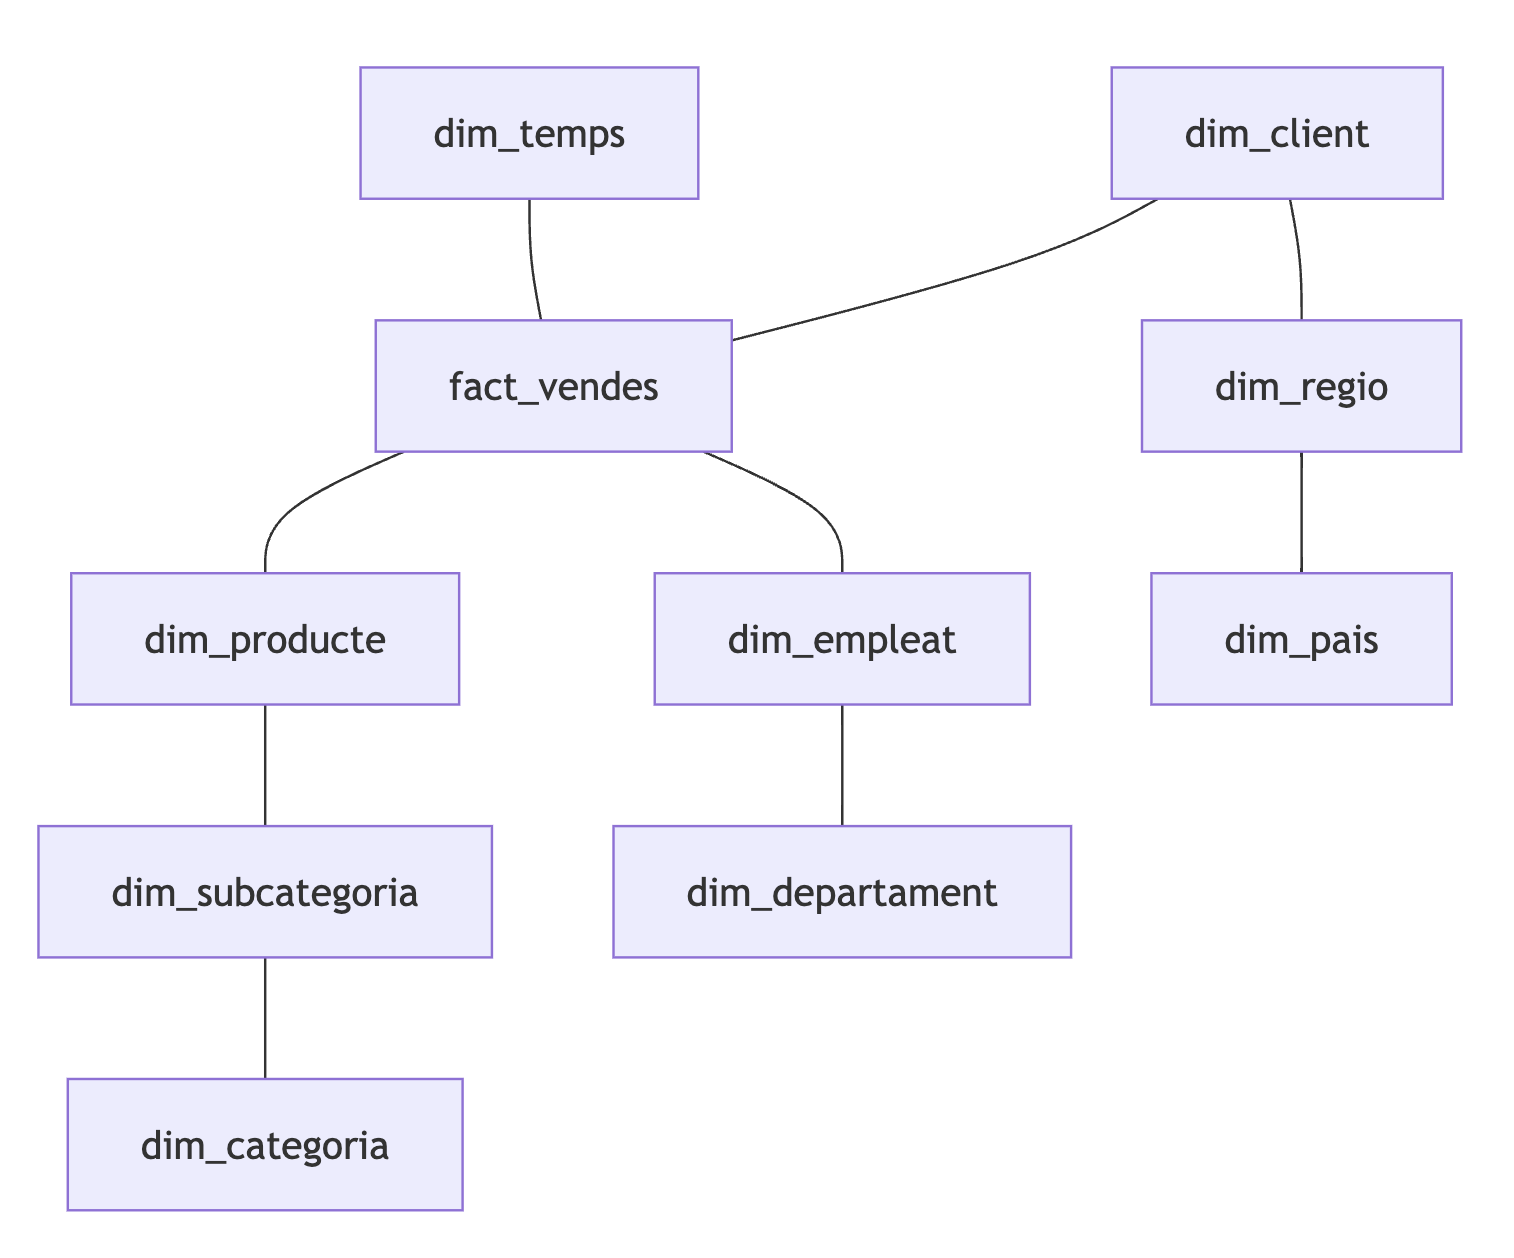 dim_temps
dim_client
fact_vendes
dim_regio
dim_producte
dim_empleat
dim_pais
dim_subcategoria
dim_departament
dim_categoria